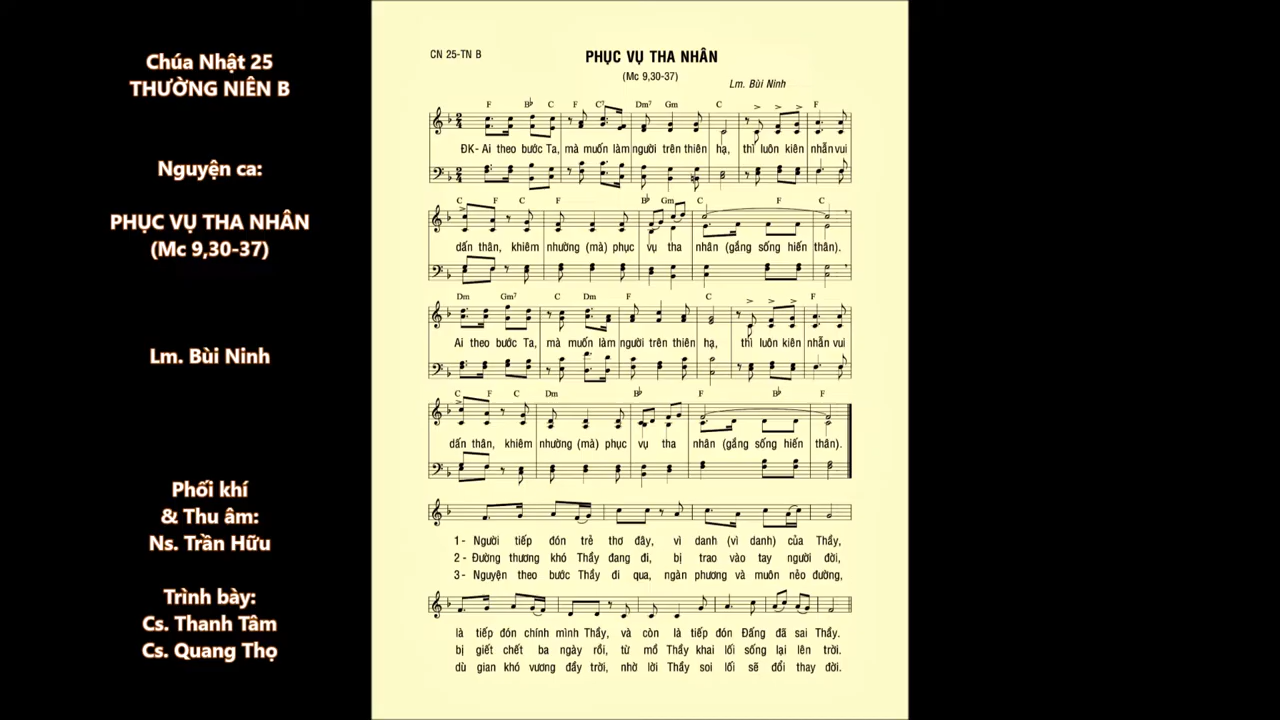 Chúa Nhật 25
THƯỜNG NIÊN B
Nguyện ca:
PHỤC VỤ THA NHÂN
(Mc 9,30-37)
Lm. Bùi Ninh
Phối khí
& Thu âm:
Ns. Trần Hữu
Trình bày:
Cs. Thanh Tâm
Cs. Quang Thọ
CN 25-TN B
PHỤC VỤ THA NHÂN
(Mc 9,30-37)
Lm. Bùi Ninh
F B♭ C F C7 Dm7 Gm C F
ĐK- Ai theo bước Ta, mà muốn làm người trên thiên hạ, thì luôn kiên nhẫn vui
C F C F B♭ Gm C F C
dấn thân, khiêm nhường (mà) phục vụ tha nhân (gắng sống hiến thân).
Dm Gm7 C Dm F C F
Ai theo bước Ta, mà muốn làm người trên thiên hạ, thì luôn kiên nhẫn vui
C F C Dm B♭ F B♭ F
dấn thân, khiêm nhường (mà) phục vụ tha nhân (gắng sống hiến thân).
1- Người tiếp đón trẻ thơ đây, vì danh (vì danh) của Thầy,
2- Đường thương khó Thầy đang đi, bị trao vào tay người đời,
3- Nguyện theo bước Thầy đi qua, ngàn phương và muôn nẻo đường,
là tiếp đón chính mình Thầy, và còn là tiếp đón Đấng đã sai Thầy.
bị giết chết ba ngày rồi, từ mồ Thầy khai lối sống lại lên trời.
dù gian khó vương đầy trời, nhờ lời Thầy soi lối sẽ đổi thay đời.